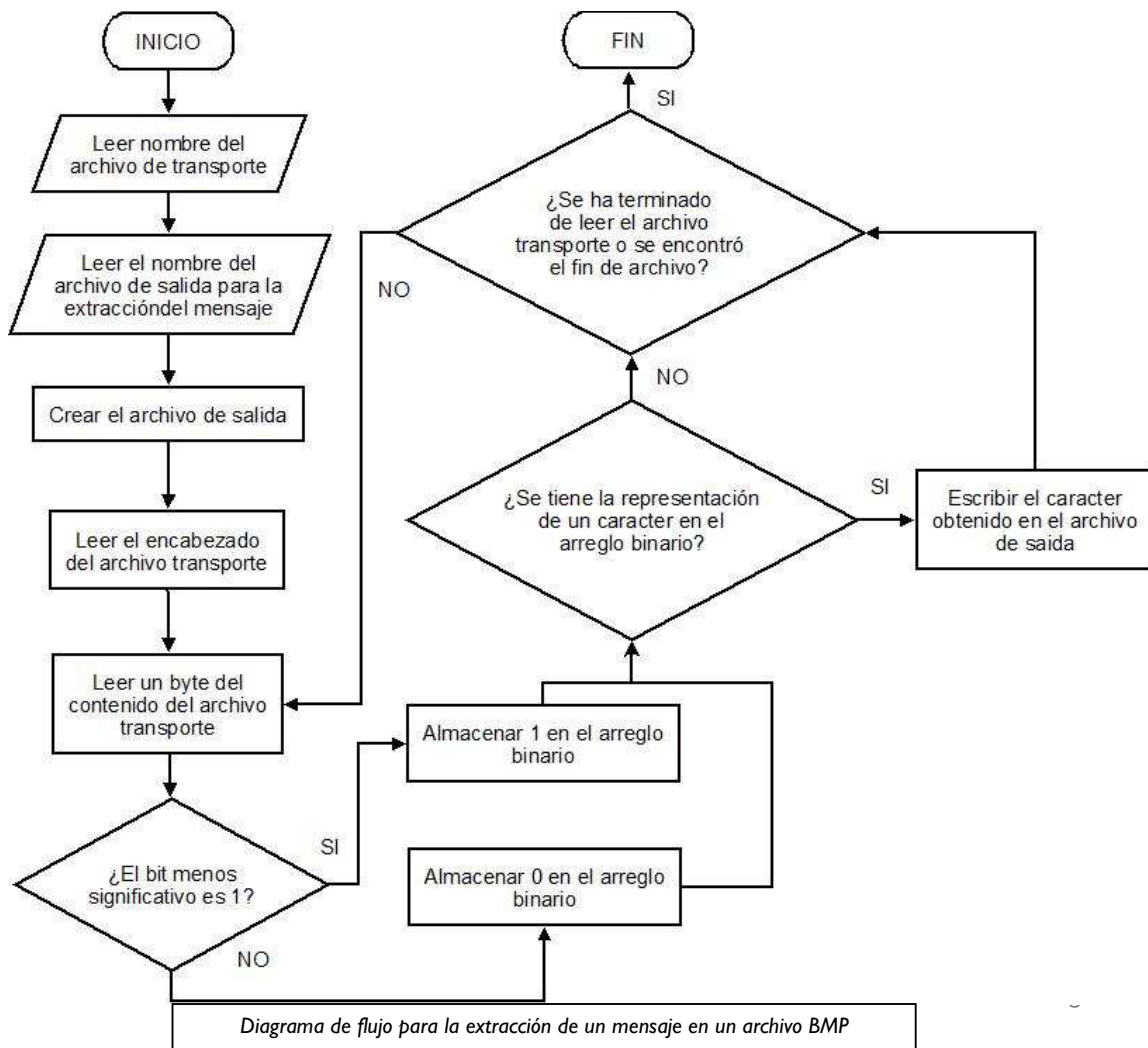 INICIO
Leer nombre del
archivo de transporte
Leer el nombre del
archivo de salida para la
extraccióndel mensaje
Crear el archivo de salida
Leer el encabezado
del archivo transporte
Leer un byte del
contenido del archivo
transporte
¿El bit menos
significativo es 1?
SI
NO
Almacenar 1 en el arreglo
binario
Almacenar 0 en el arreglo
binario
¿Se tiene la representación
de un caracter en el
arreglo binario?
SI
NO
Escribir el caracter
obtenido en el archivo
de saida
¿Se ha terminado
de leer el archivo
transporte o se encontró
el fin de archivo?
NO
SI
FIN
Diagrama de flujo para la extracción de un mensaje en un archivo BMP